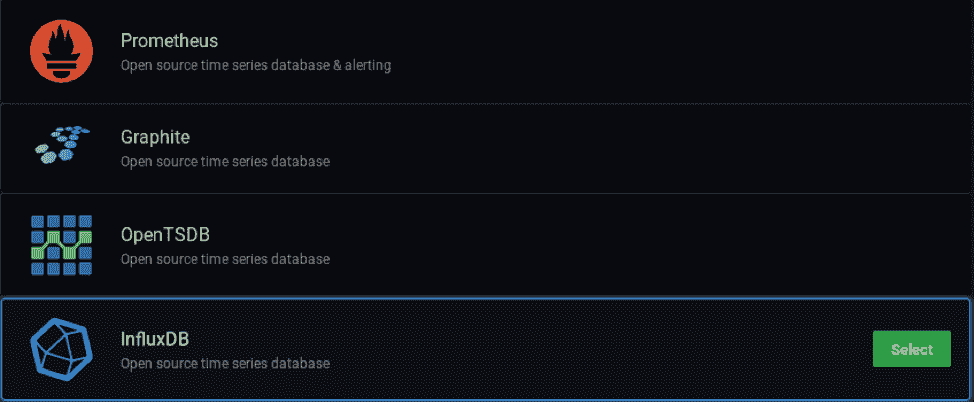 Prometheus
Open source time series database & alerting
Graphite
Open source time series database
OpenTSDB
Open source time series database
InfluxDB
Open source time series database
Select